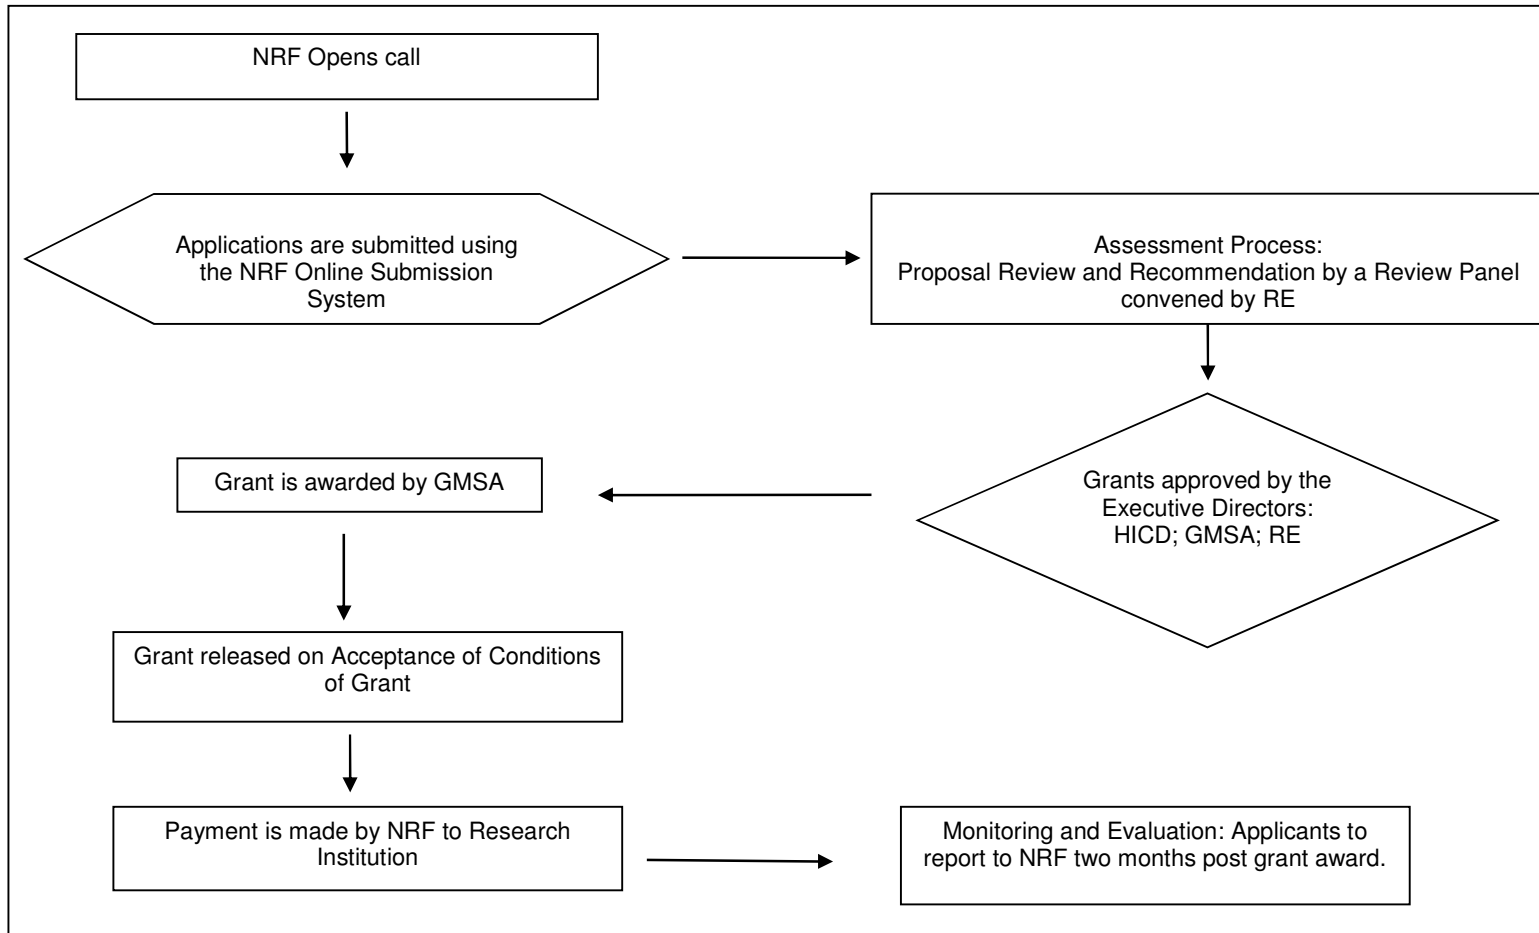 NRF Opens call
Applications are submitted using
the NRF Online Submission
System
Assessment Process:
Proposal Review and Recommendation by a Review Panel
convened by RE
Grants approved by the
Executive Directors:
HICD; GMSA; RE
Grant is awarded by GMSA
Grant released on Acceptance of Conditions
of Grant
Payment is made by NRF to Research
Institution
Monitoring and Evaluation: Applicants to
report to NRF two months post grant award.